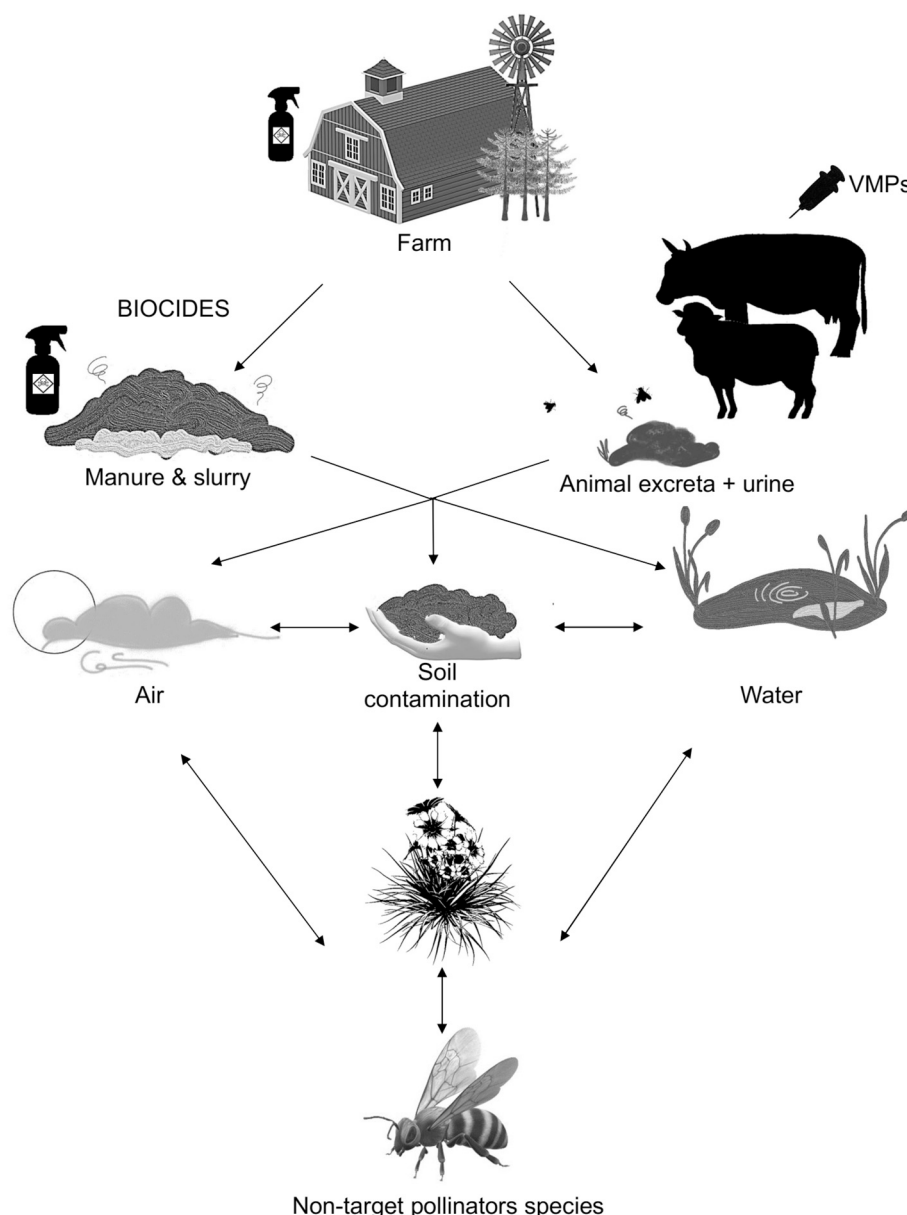 Farm
VMPs
BIOCIDES
Manure & slurry
Animal excreta + urine
Air
Soil
contamination
Water
Non-target pollinators species